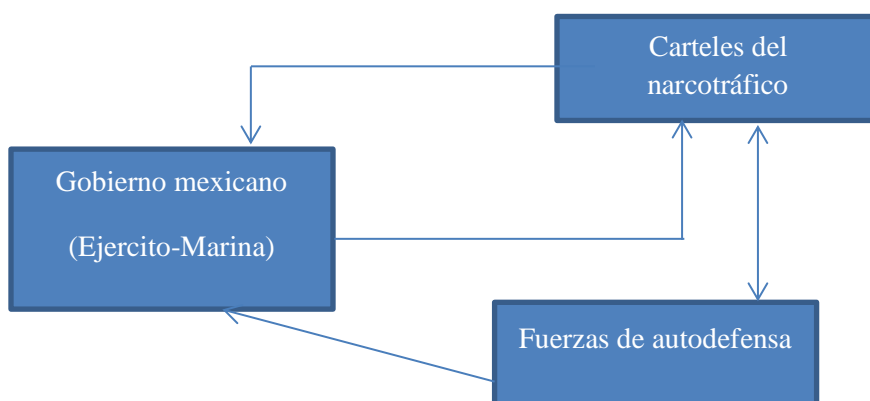 Carteles del
narcotráfico
Gobierno mexicano
(Ejercito-Marina)
Fuerzas de autodefensa